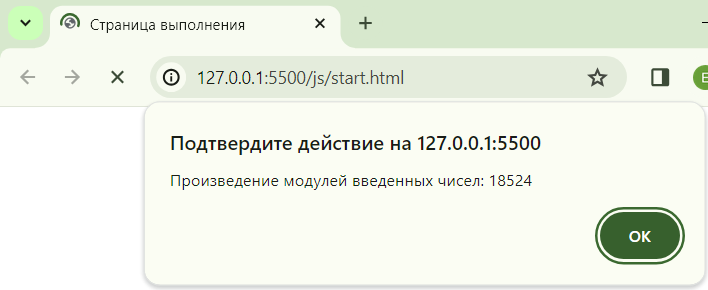 Страница выполнения
127.0.0.1:5500/js/start.html
E
Подтвердите действие на 127.0.0.1:5500
Произведение модулей введенных чисел: 18524
ОК